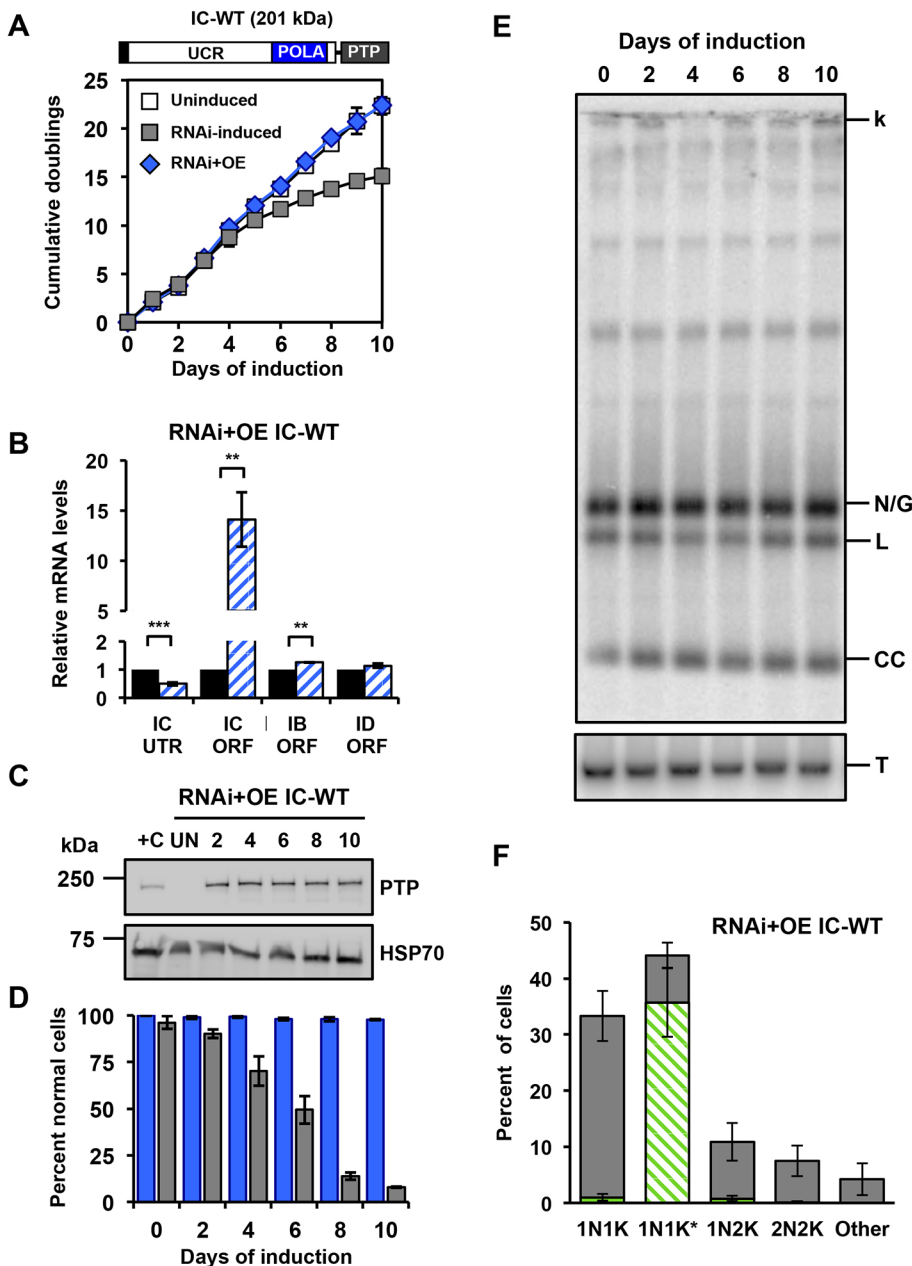 A
IC-WT (201 kDa)
UCR POLA PTP
25
20
15
10
5
0
Cumulative doublings
Uninduced
RNAi-induced
RNAi+OE
0 2 4 6 8 10
Days of induction
B
RNAi+OE IC-WT
20
15
10
5
2
1
0
Relative mRNA levels
**
***
**
IC UTR
IC ORF
IB ORF
ID ORF
C
RNAi+OE IC-WT
kDa
+C UN 2 4 6 8 10
250
PTP
75
HSP70
D
100
75
50
25
0
Percent normal cells
0 2 4 6 8 10
Days of induction
E
Days of induction
0 2 4 6 8 10
k
N/G
L
CC
T
F
RNAi+OE IC-WT
50
40
30
20
10
0
Percent of cells
1N1K 1N1K* 1N2K 2N2K Other